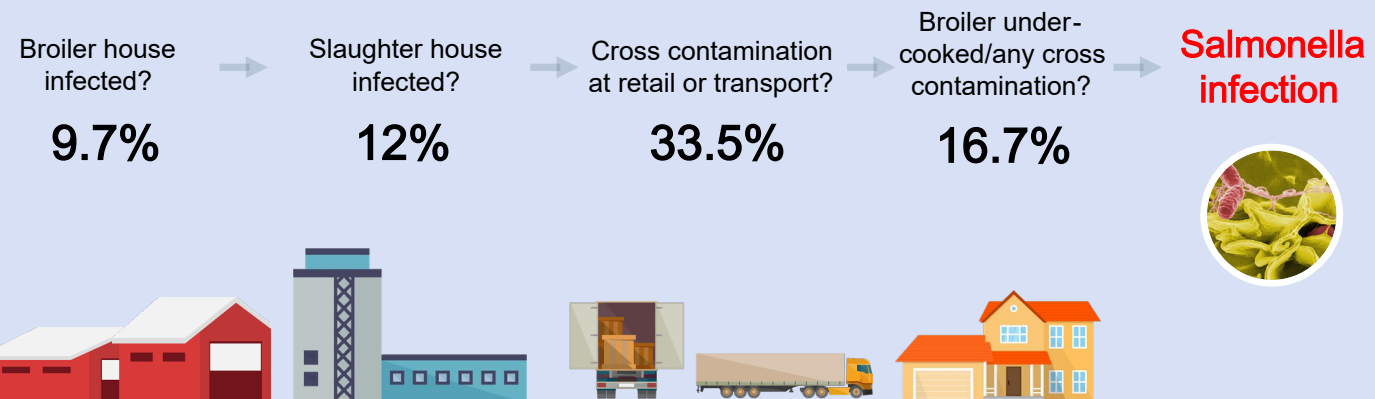 Broiler house
infected?
9.7%
Slaughter house
infected?
12%
Cross contamination
at retail or transport?
33.5%
Broiler under-
cooked/any cross
contamination?
16.7%
Salmonella
infection